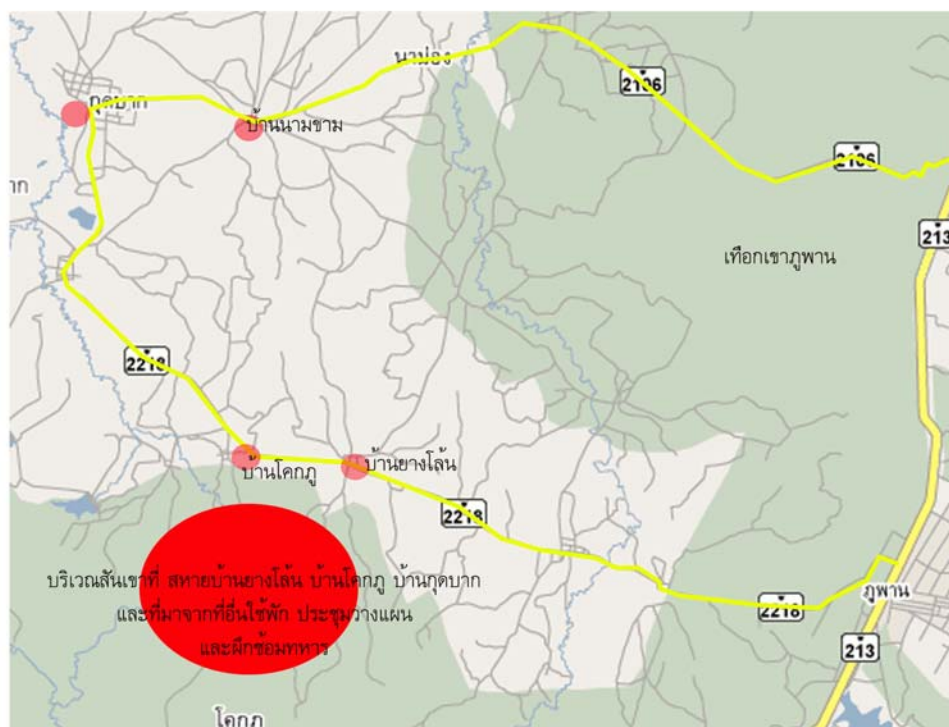 นาม่อง
2106
กุดบาก
บ้านนามขาม
2106
213
าก
เทือกเขาภูพาน
2218
บ้านโคกภู
บ้านยางโล้น
2218
บริเวณสันเขาที่ สหายบ้านยางโล้น บ้านโคกภู บ้านกุดบาก
และที่มาจากที่อื่นใช้พัก ประชุมวางแผน
และฝึกซ้อมทหาร
ภูพาน
2218
213
โคกภู